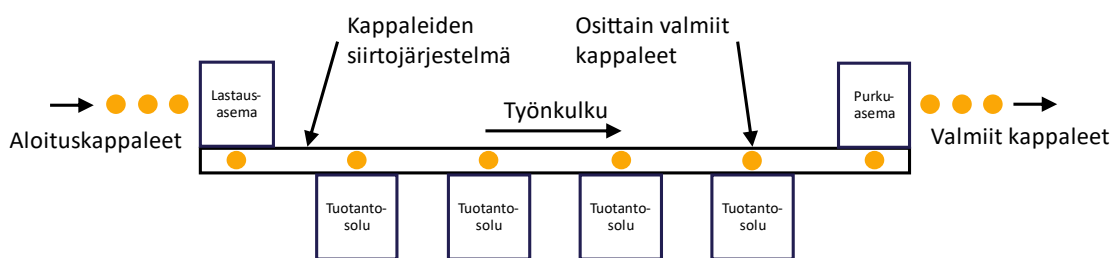 Kappaleiden
siirtojärjestelmä
Osittain valmiit
kappaleet
Lastaus-
asema
Purku-
asema
Työnkulku
Aloituskappaleet
Valmiit kappaleet
Tuotanto-
solu
Tuotanto-
solu
Tuotanto-
solu
Tuotanto-
solu